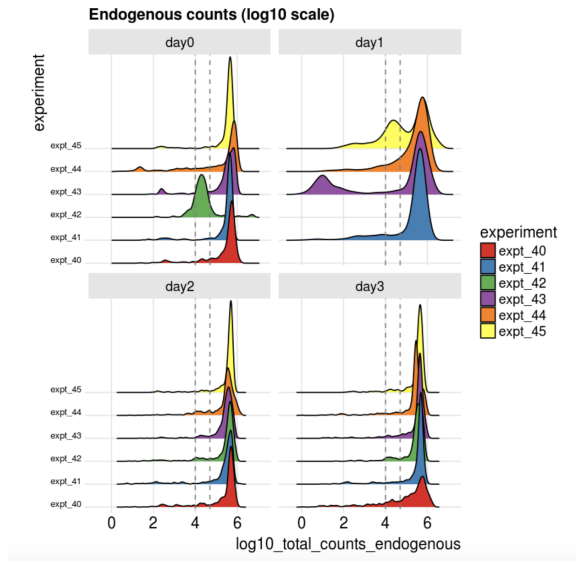 Endogenous counts (log10 scale)
day0 day1
experiment
expt_45
expt_44
expt_43
expt_42
expt_41
expt_40
day2 day3
expt_45
expt_44
expt_43
expt_42
expt_41
expt_40
0 2 4 6 0 2 4 6
log10_total_counts_endogenous
experiment
expt_40
expt_41
expt_42
expt_43
expt_44
expt_45